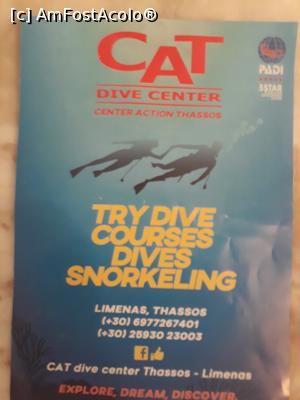 [c] AmFostAcolo®
CAT
DIVE CENTER
CENTER ACTION THASSOS
PADI
5STAR
TRY DIVE
COURSES
DIVES
SNORKELING
LIMENAS, THASSOS
(+30) 6977267401
(+30) 25930 23003
CAT dive center Thassos - Limenas
EXPLORE, DREAM, DISCOVER.